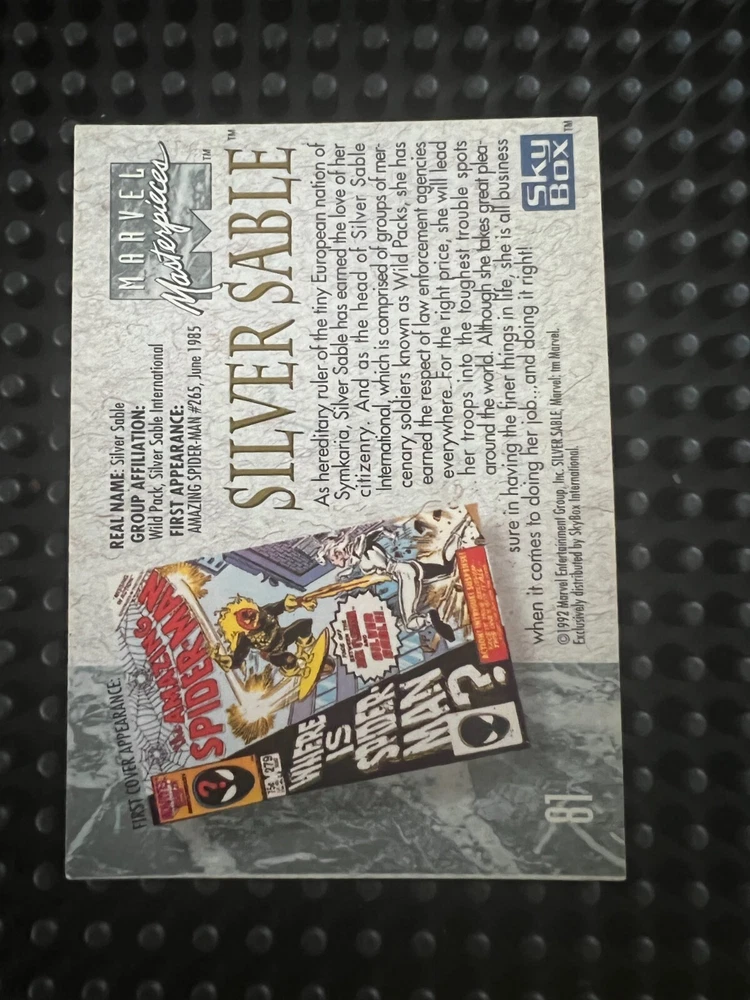 MARVEL
Masterpieces™
REAL NAME: Silver Sable
GROUP AFFILIATION:
Wild Pack, Silver Sable International
FIRST APPEARANCE:
AMAZING SPIDER-MAN #265, June 1985
SILVER SABLE™
As hereditary ruler of the tiny European nation of
Symkaria, Silver Sable has earned the love of her
citizenry. And as the head of Silver Sable
International, which is comprised of groups of mer-
cenary soldiers known as Wild Packs, she has
earned the respect of law enforcement agencies
everywhere. For the right price, she will lead
her troops into the toughest trouble spots
around the world. Although she takes great plea-
sure in having the finer things in life, she is all business
when it comes to doing her job...and doing it right!
©1992 Marvel Entertainment Group, Inc. SILVER SABLE, Marvel: tm Marvel.
Exclusively distributed by SkyBox International.
SkyBox™
FIRST COVER APPEARANCE:
THE AMAZING
SPIDER-MAN
75¢
279
WHERE
IS
SPIDER-
MAN
?
81